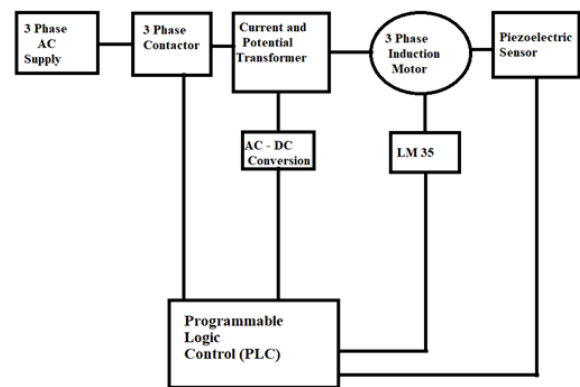 3 Phase
AC
Supply
3 Phase
Contactor
Current and
Potential
Transformer
3 Phase
Induction
Motor
Piezoelectric
Sensor
AC - DC
Conversion
LM 35
Programmable
Logic
Control (PLC)